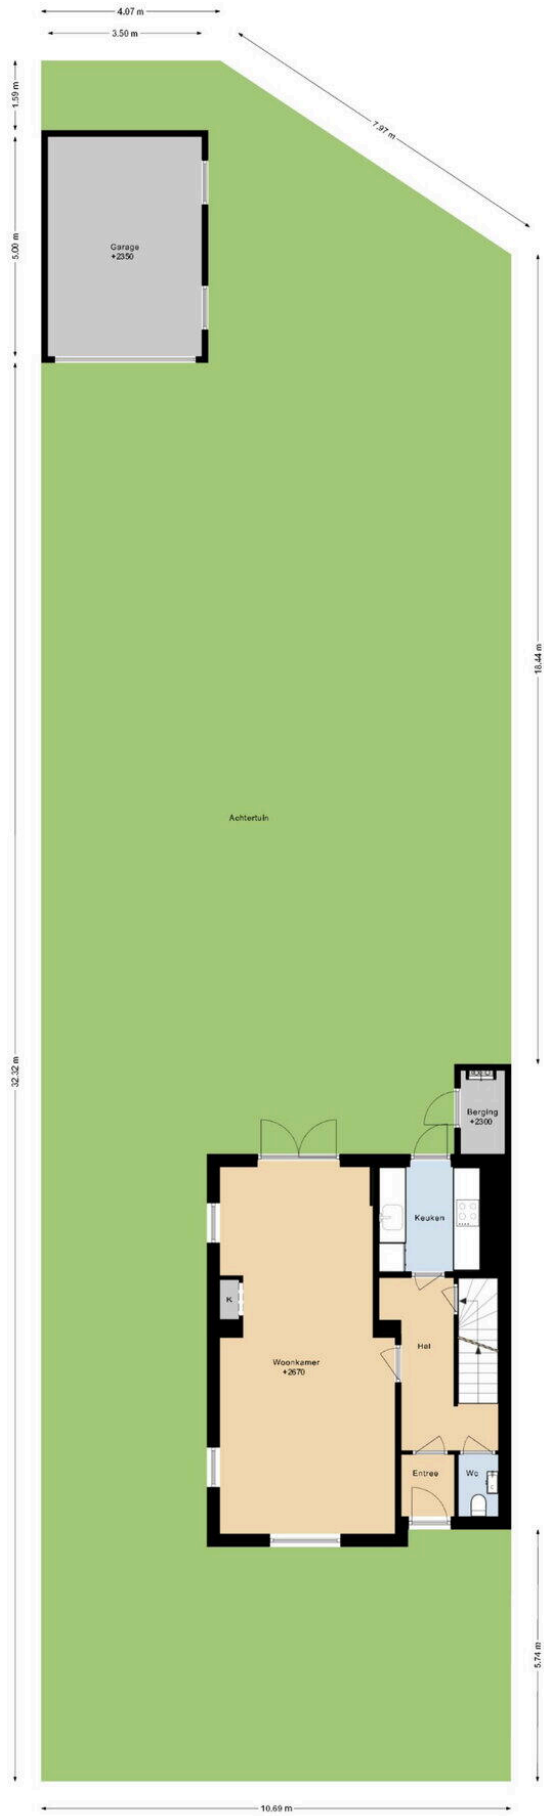 4.07 m
3.50 m
1.59 m
7.97 m
5.00 m
Garage
+2350
18.44 m
Achtertuin
32.32 m
Berging
+2300
Keuken
K
Hal
Woonkamer
+2670
Entree
Wc
5.74 m
10.69 m